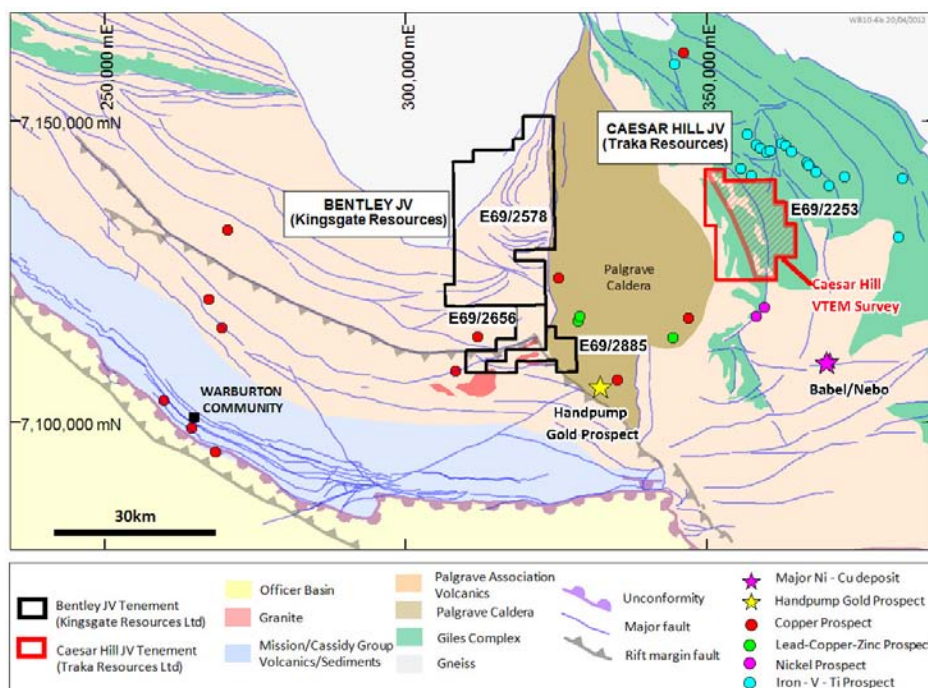 WB10-4a 20/04/2012
250,000 mE
300,000 mE
350,000 mE
7,150,000 mN
CAESAR HILL JV
(Traka Resources)
BENTLEY JV
(Kingsgate Resources)
E69/2578
E69/2253
Palgrave
Caldera
Caesar Hill
VTEM Survey
E69/2656
E69/2885
WARBURTON
COMMUNITY
Babel/Nebo
Handpump
Gold Prospect
7,100,000 mN
30km
Bentley JV Tenement
(Kingsgate Resources Ltd)
Caesar Hill JV Tenement
(Traka Resources Ltd)
Officer Basin
Granite
Mission/Cassidy Group
Volcanics/Sediments
Palgrave Association
Volcanics
Palgrave Caldera
Giles Complex
Gneiss
Unconformity
Major fault
Rift margin fault
Major Ni - Cu deposit
Handpump Gold Prospect
Copper Prospect
Lead-Copper-Zinc Prospect
Nickel Prospect
Iron - V - Ti Prospect